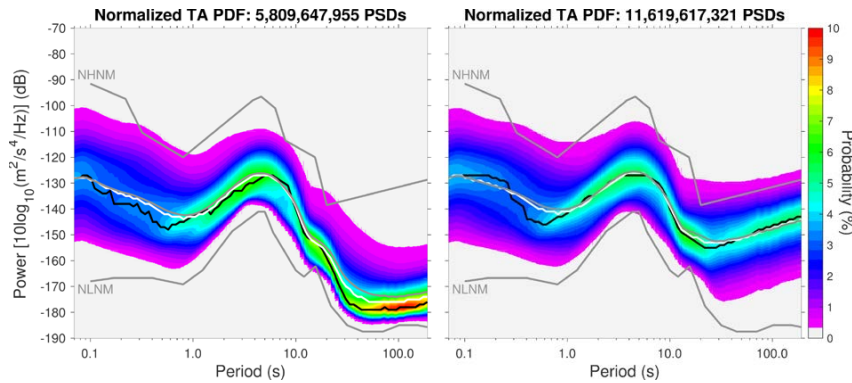 Normalized TA PDF: 5,809,647,955 PSDs
Normalized TA PDF: 11,619,617,321 PSDs
Power [10log10(m2/s4/Hz)] (dB)
-70
-80
-90
-100
-110
-120
-130
-140
-150
-160
-170
-180
-190
NHNM
NLNM
0.1 1.0 10.0 100.0
Period (s)
NHNM
NLNM
0.1 1.0 10.0 100.0
Period (s)
10
9
8
7
6
5
4
3
2
1
0
Probability (%)